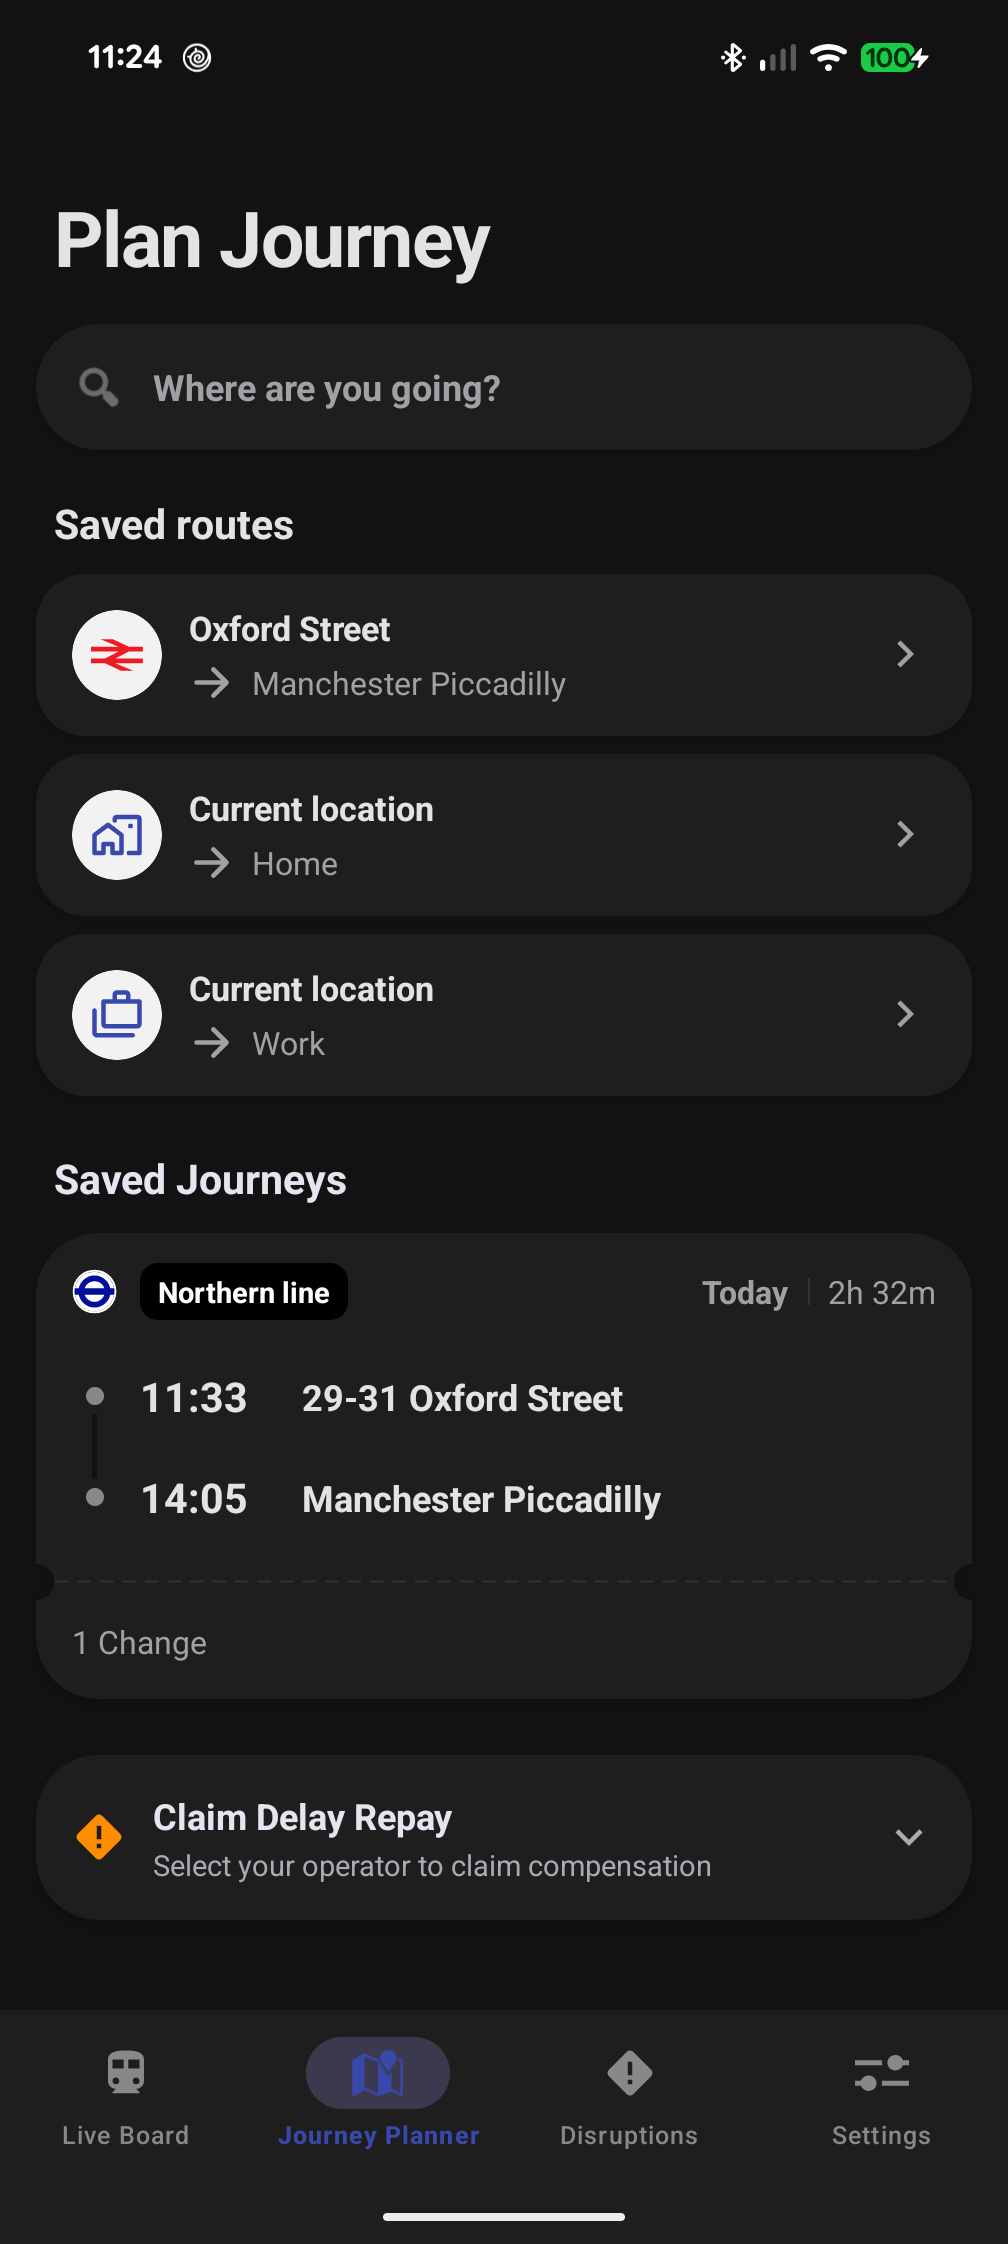 11:24
100
Plan Journey
Where are you going?
Saved routes
Oxford Street
Manchester Piccadilly
Current location
Home
Current location
Work
Saved Journeys
Northern line
Today
2h 32m
11:33 29-31 Oxford Street
14:05 Manchester Piccadilly
1 Change
Claim Delay Repay
Select your operator to claim compensation
Live Board
Journey Planner
Disruptions
Settings